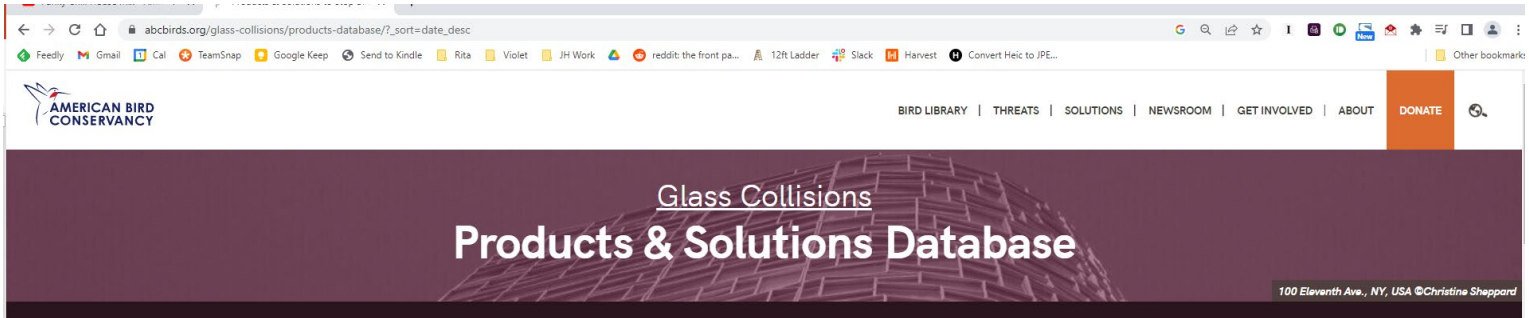 abcbirds.org/glass-collisions/products-database/?_sort=date_desc
New
Feedly Gmail Cal TeamSnap Google Keep Send to Kindle Rita Violet JH Work reddit: the front pa... 12ft Ladder Slack Harvest Convert Heic to JPE... Other bookmarks
AMERICAN BIRD
CONSERVANCY
BIRD LIBRARY | THREATS | SOLUTIONS | NEWSROOM | GET INVOLVED | ABOUT DONATE
Glass Collisions
Products & Solutions Database
100 Eleventh Ave., NY, USA ©Christine Sheppard